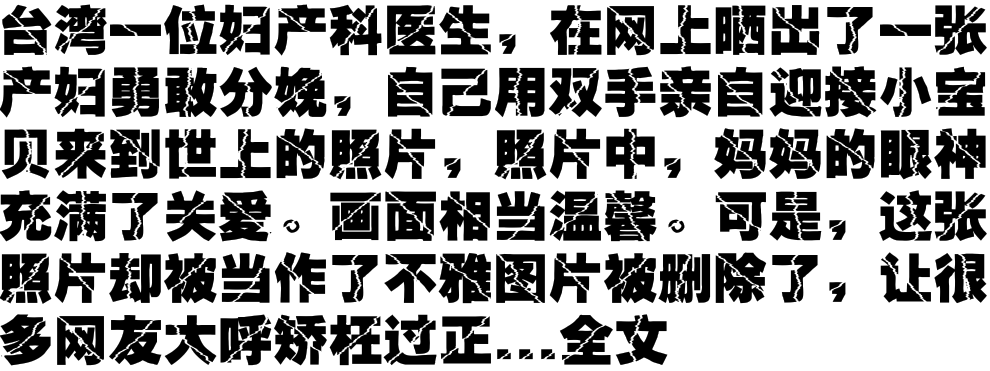 台湾一位妇产科医生，在网上晒出了一张
产妇勇敢分娩，自己用双手亲自迎接小宝
贝来到世上的照片，照片中，妈妈的眼神
充满了关爱。画面相当温馨。可是，这张
照片却被当作了不雅图片被删除了，让很
多网友大呼矫枉过正...全文